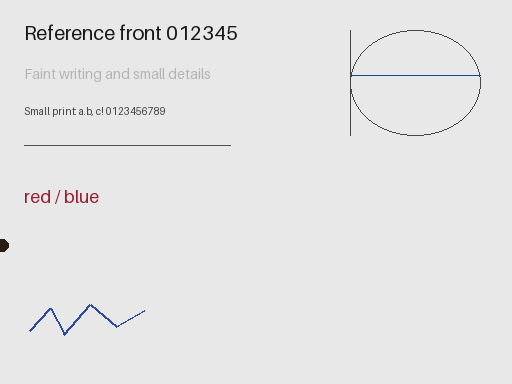 Reference front 012345
Faint writing and small details
Small print a.b, c! 0123456789
red / blue